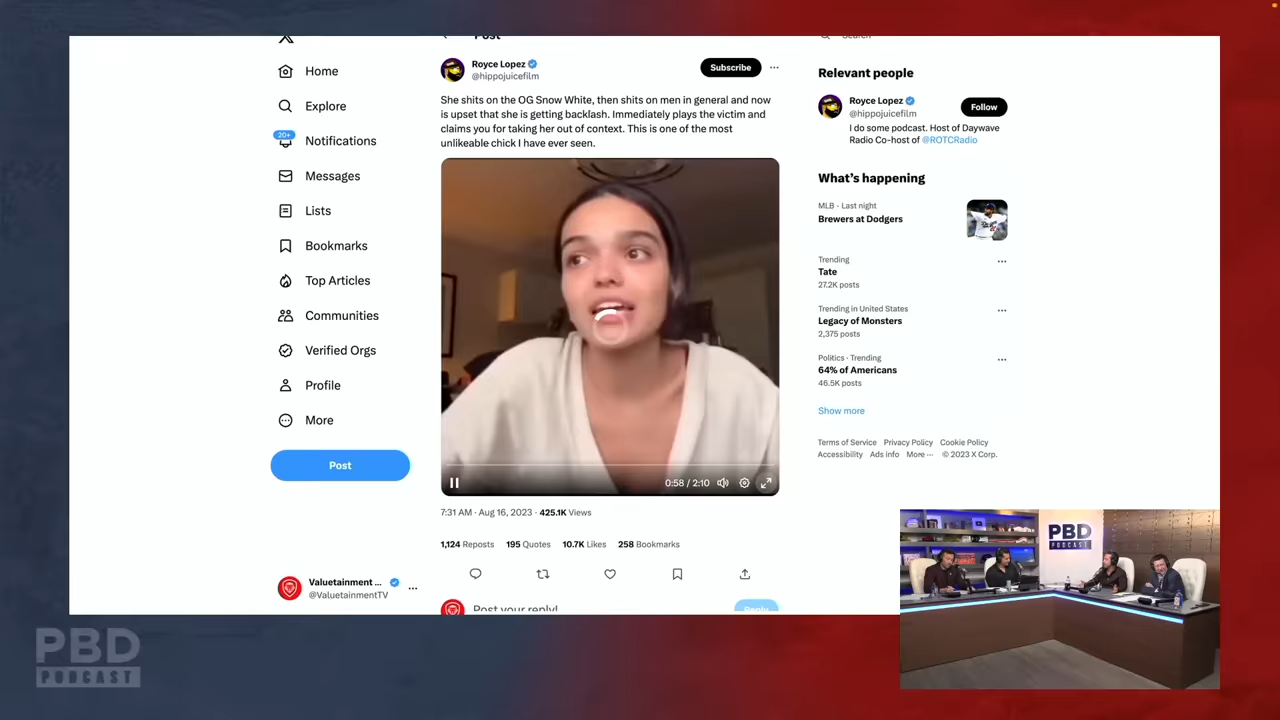 Post
Search
Home
Explore
20+
Notifications
Messages
Lists
Bookmarks
Top Articles
Communities
Verified Orgs
Profile
More
Post
Valuetainment ...
@ValuetainmentTV
Royce Lopez
@hippojuicefilm
Subscribe
She shits on the OG Snow White, then shits on men in general and now
is upset that she is getting backlash. Immediately plays the victim and
claims you for taking her out of context. This is one of the most
unlikeable chick I have ever seen.
0:58 / 2:10
7:31 AM · Aug 16, 2023 · 425.1K Views
1,124 Reposts 195 Quotes 10.7K Likes 258 Bookmarks
Post your reply!
Reply
Relevant people
Royce Lopez
@hippojuicefilm
Follow
I do some podcast. Host of Daywave
Radio Co-host of @ROTCRadio
What's happening
MLB · Last night
Brewers at Dodgers
Trending
Tate
27.2K posts
Trending in United States
Legacy of Monsters
2,375 posts
Politics · Trending
64% of Americans
46.5K posts
Show more
Terms of Service Privacy Policy Cookie Policy
Accessibility Ads info More ··· © 2023 X Corp.
PBD
PODCAST
PBD
PODCAST